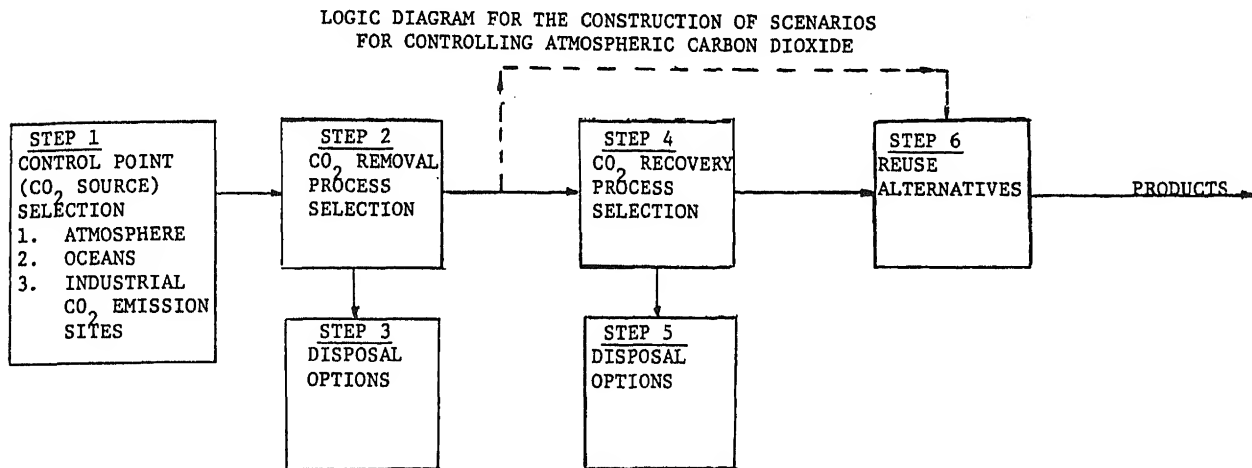 LOGIC DIAGRAM FOR THE CONSTRUCTION OF SCENARIOS
FOR CONTROLLING ATMOSPHERIC CARBON DIOXIDE
STEP 1
CONTROL POINT
(CO2 SOURCE)
SELECTION
1. ATMOSPHERE
2. OCEANS
3. INDUSTRIAL
CO2 EMISSION
SITES
STEP 2
CO2 REMOVAL
PROCESS
SELECTION
STEP 4
CO2 RECOVERY
PROCESS
SELECTION
STEP 6
REUSE
ALTERNATIVES
PRODUCTS
STEP 3
DISPOSAL
OPTIONS
STEP 5
DISPOSAL
OPTIONS